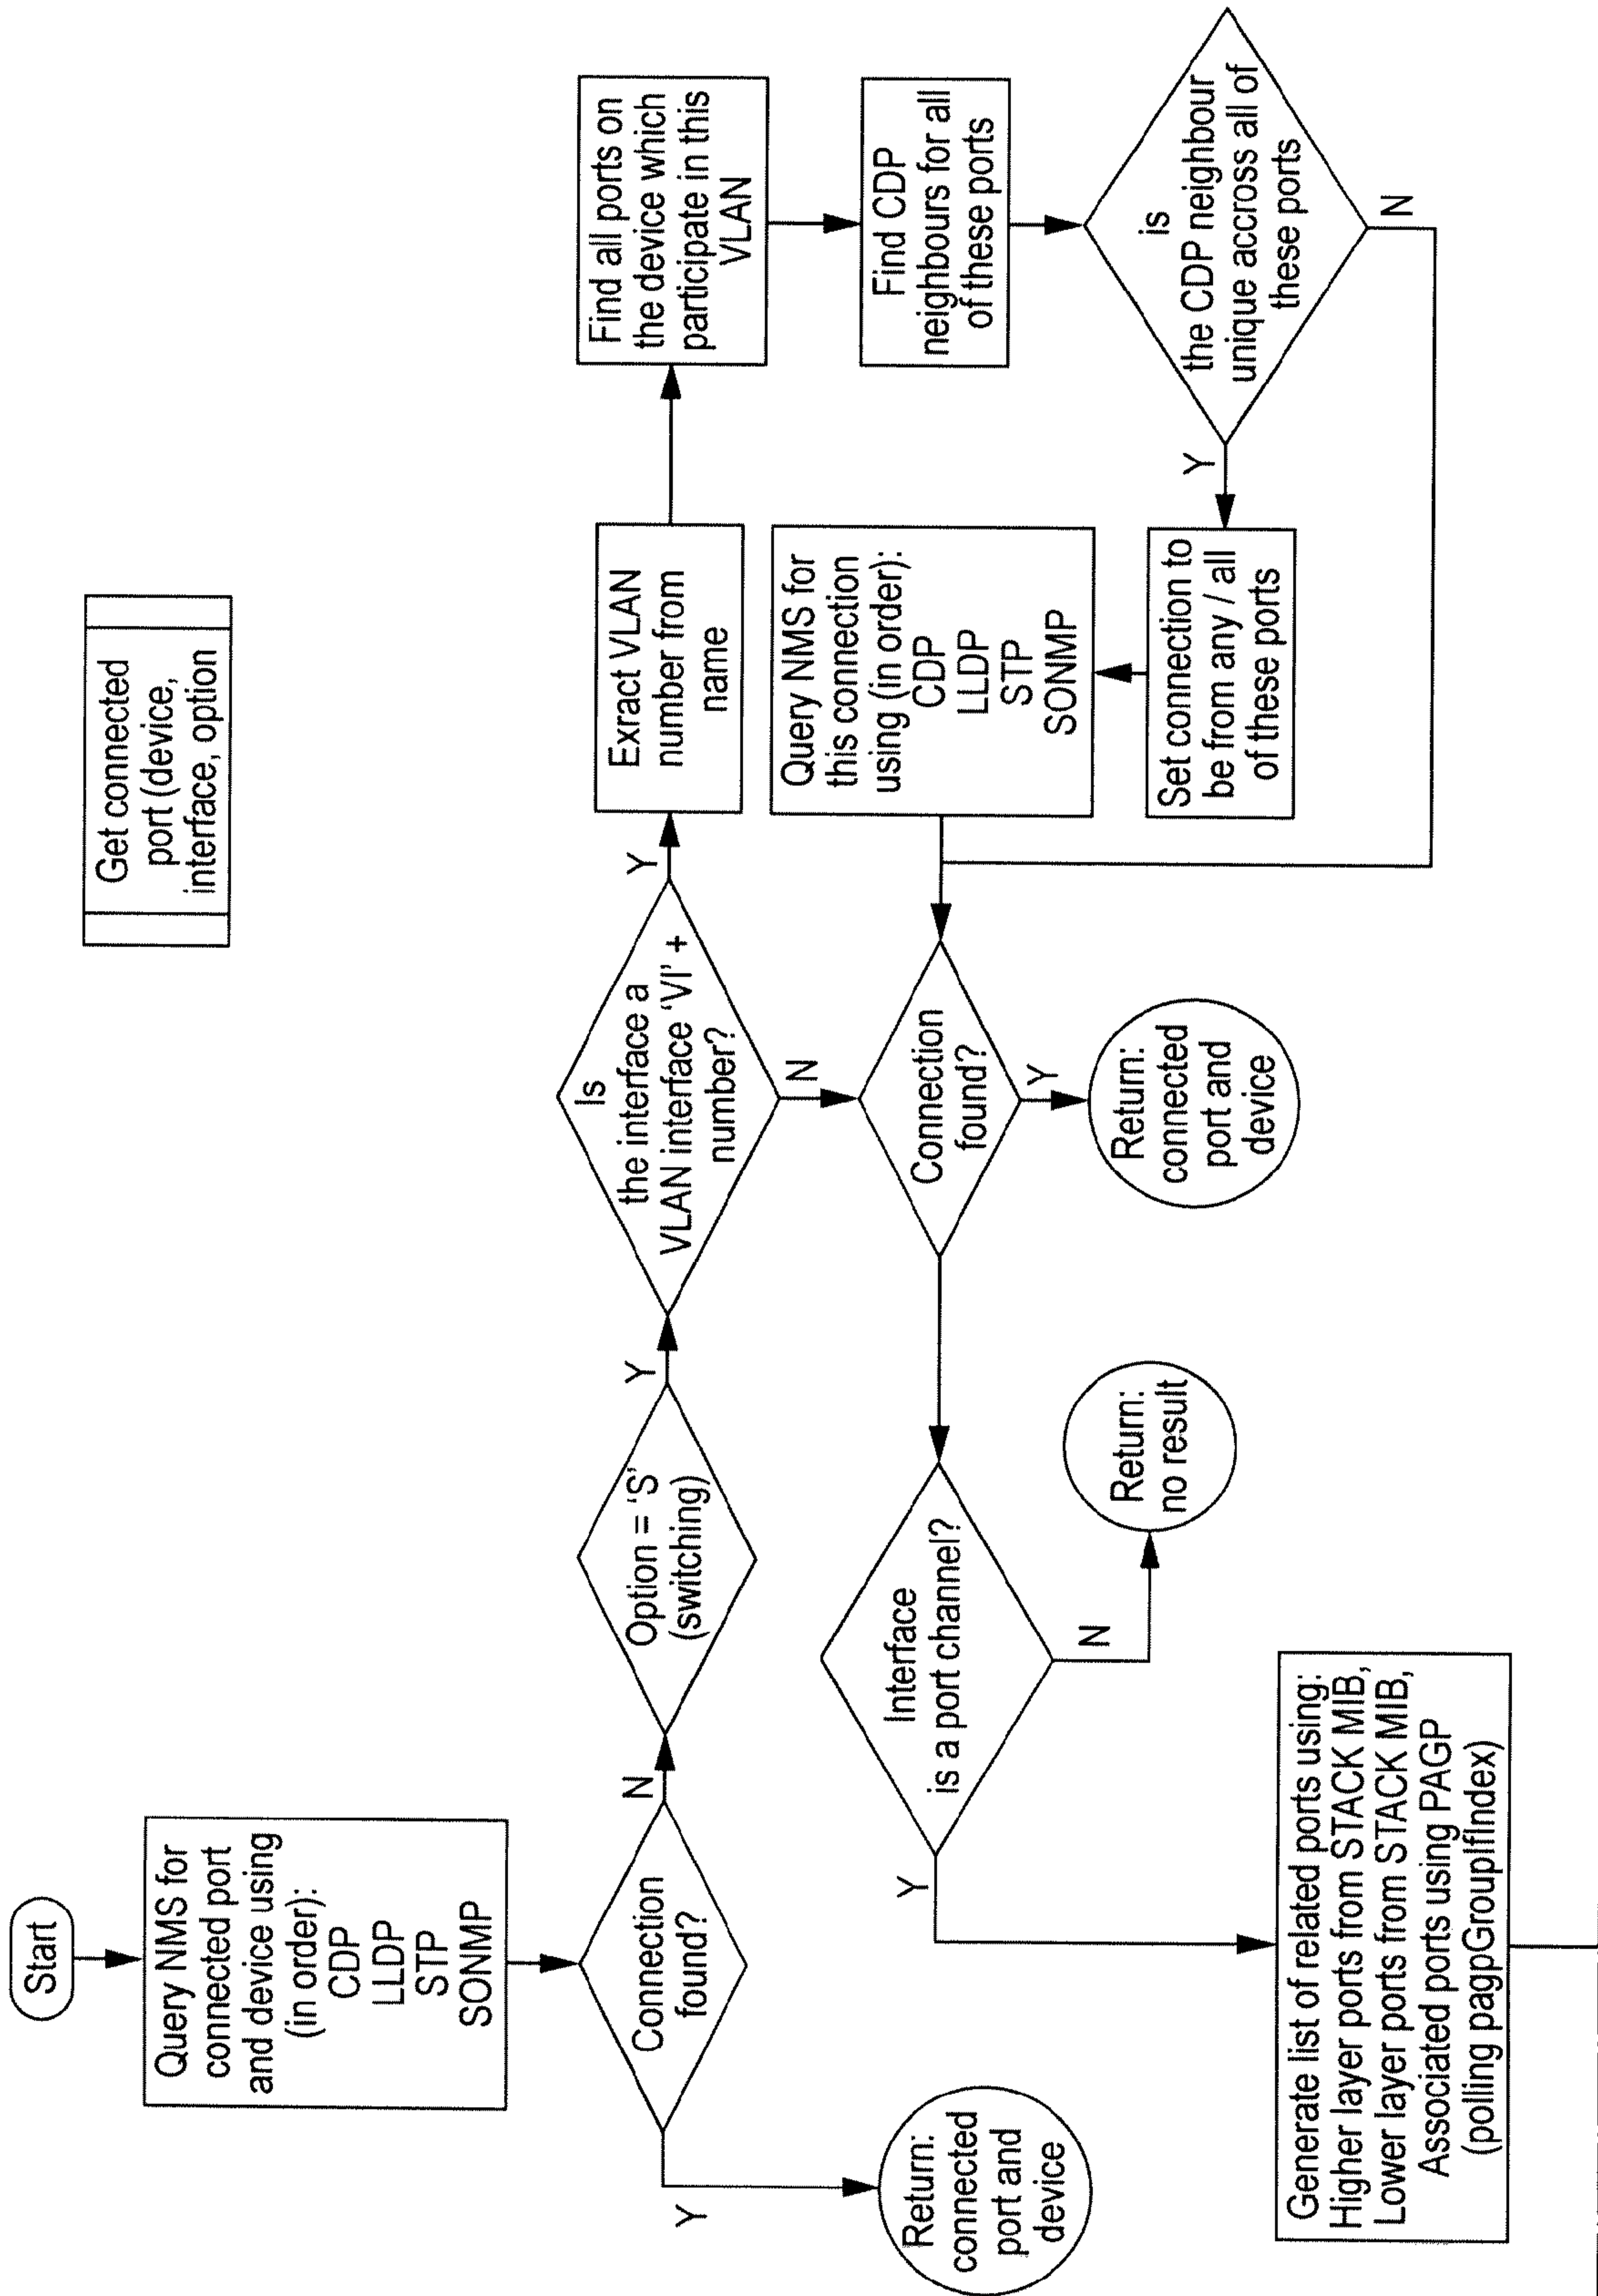 Get connected
port (device,
interface, option
Start
Query NMS for
connected port
and device using
(in order):
CDP
LLDP
STP
SONMP
Connection
found?
Y
N
Return:
connected
port and
device
Option = 'S'
(switching)
Y
Is
the interface a
VLAN interface 'VI' +
number?
Y
N
Exract VLAN
number from
name
Find all ports on
the device which
participate in this
VLAN
Find CDP
neighbours for all
of these ports
is
the CDP neighbour
unique accross all of
these ports
Y
N
Set connection to
be from any / all
of these ports
Query NMS for
this connection
using (in order):
CDP
LLDP
STP
SONMP
Connection
found?
Y
Return:
connected
port and
device
Interface
is a port channel?
Y
N
Return:
no result
Generate list of related ports using:
Higher layer ports from STACK MIB,
Lower layer ports from STACK MIB,
Associated ports using PAGP
(polling pagpGroupIfIndex)